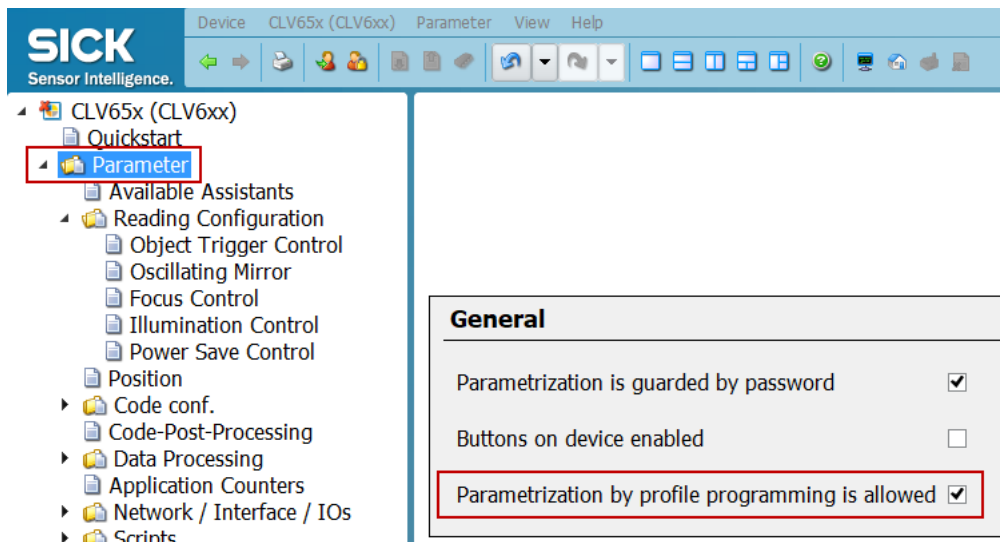 SICK
Sensor Intelligence.
Device CLV65x (CLV6xx) Parameter View Help
CLV65x (CLV6xx)
Quickstart
Parameter
Available Assistants
Reading Configuration
Object Trigger Control
Oscillating Mirror
Focus Control
Illumination Control
Power Save Control
Position
Code conf.
Code-Post-Processing
Data Processing
Application Counters
Network / Interface / IOs
Scripts
General
Parametrization is guarded by password
Buttons on device enabled
Parametrization by profile programming is allowed